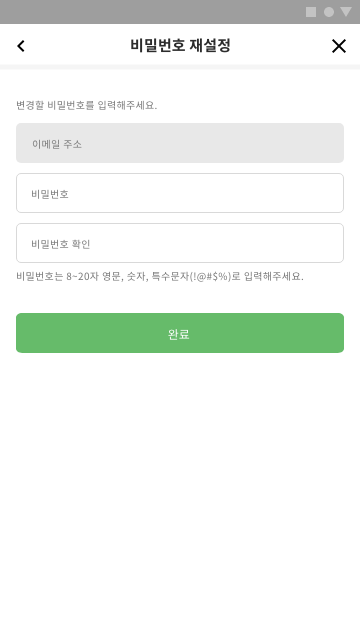 비밀번호 재설정
변경할 비밀번호를 입력해주세요.
이메일 주소
비밀번호
비밀번호 확인
비밀번호는 8~20자 영문, 숫자, 특수문자(!@#$%)로 입력해주세요.
완료